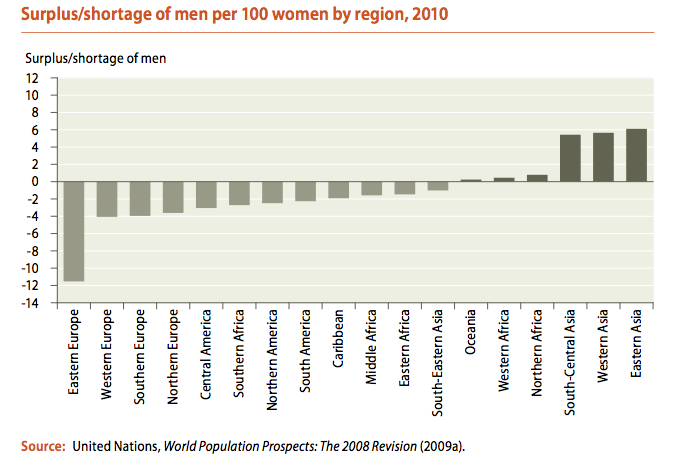 Surplus/shortage of men per 100 women by region, 2010
Surplus/shortage of men
12
10
8
6
4
2
0
-2
-4
-6
-8
-10
-12
-14
Eastern Europe
Western Europe
Southern Europe
Northern Europe
Central America
Southern Africa
Northern America
South America
Caribbean
Middle Africa
Eastern Africa
South-Eastern Asia
Oceania
Western Africa
Northern Africa
South-Central Asia
Western Asia
Eastern Asia
Source: United Nations, World Population Prospects: The 2008 Revision (2009a).